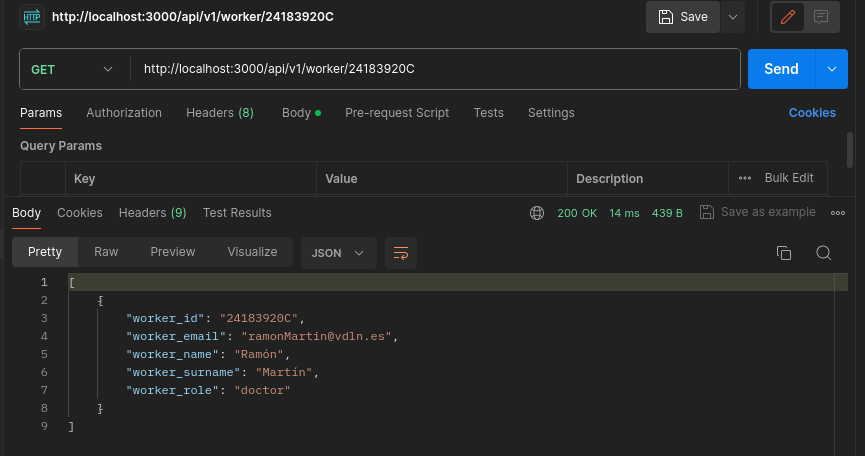 HTTP http://localhost:3000/api/v1/worker/24183920C Save
GET http://localhost:3000/api/v1/worker/24183920C Send
Params Authorization Headers (8) Body Pre-request Script Tests Settings Cookies
Query Params
Key Value Description Bulk Edit
Body Cookies Headers (9) Test Results 200 OK 14 ms 439 B Save as example
Pretty Raw Preview Visualize JSON
1 [
2 {
3 "worker_id": "24183920C",
4 "worker_email": "ramonMartin@vdln.es",
5 "worker_name": "Ramón",
6 "worker_surname": "Martín",
7 "worker_role": "doctor"
8 }
9 ]